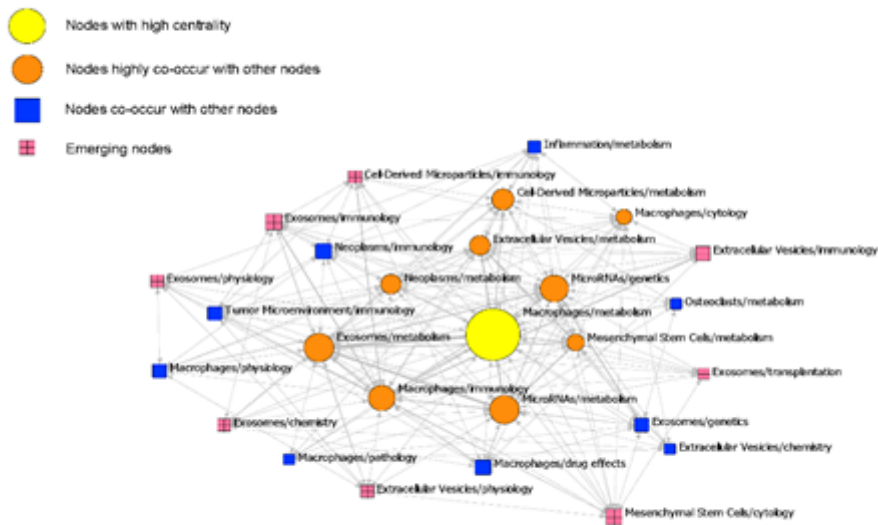 Nodes with high centrality
Nodes highly co-occur with other nodes
Nodes co-occur with other nodes
Emerging nodes
Inflammation/metabolism
Cell-Derived Microparticles/immunology
Cell-Derived Microparticles/metabolism
Macrophages/cytology
Exosomes/immunology
Neoplasms/immunology
Extracellular Vesicles/metabolism
Extracellular Vesicles/immunology
Exosomes/physiology
Neoplasms/metabolism
MicroRNAs/genetics
Osteoclasts/metabolism
Tumor Microenvironment/immunology
Macrophages/metabolism
Exosomes/metabolism
Mesenchymal Stem Cells/metabolism
Macrophages/physiology
Exosomes/transplantation
Macrophages/immunology
MicroRNAs/metabolism
Exosomes/chemistry
Exosomes/genetics
Extracellular Vesicles/chemistry
Macrophages/pathology
Macrophages/drug effects
Extracellular Vesicles/physiology
Mesenchymal Stem Cells/cytology